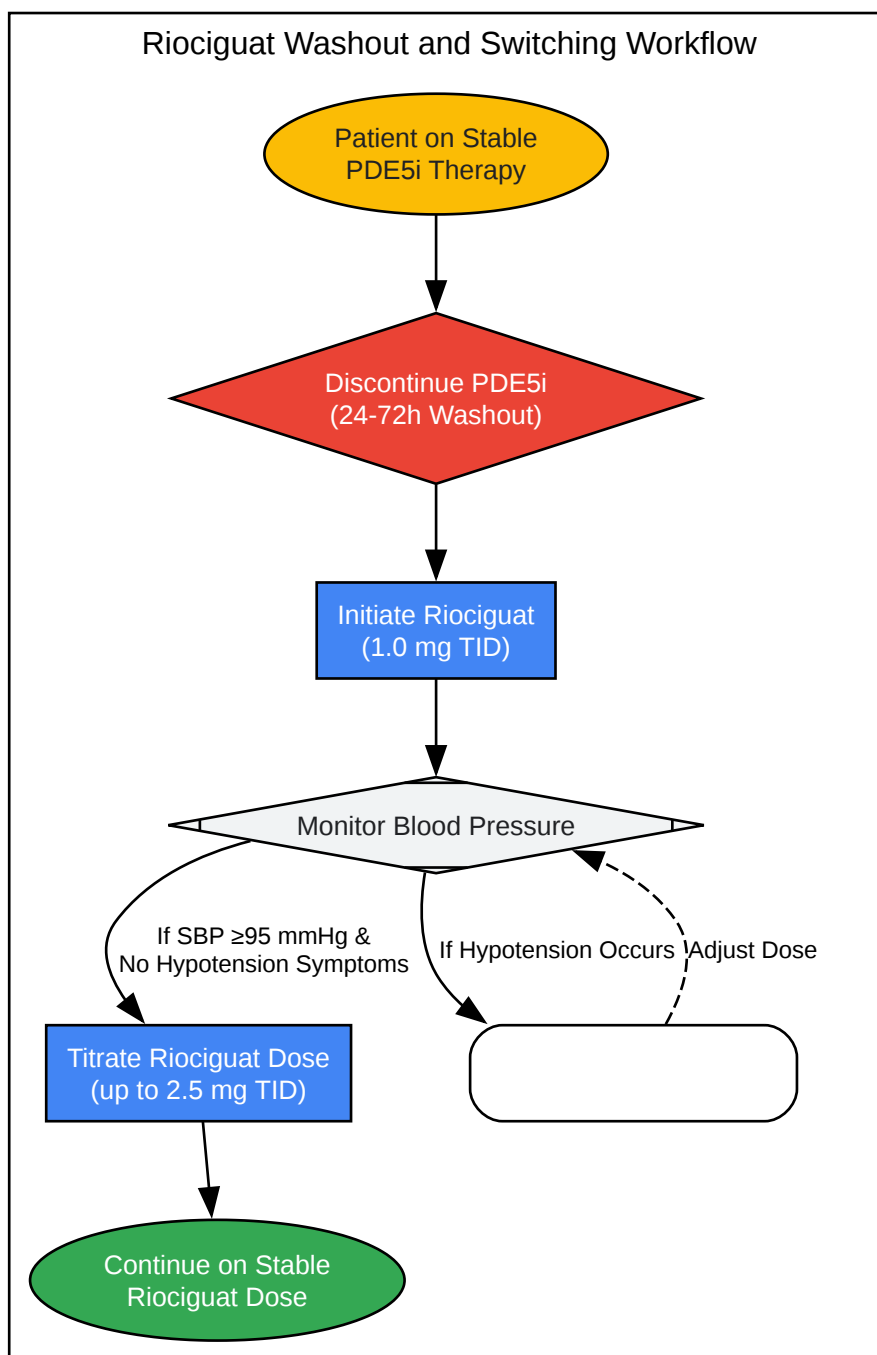 Riociguat Washout and Switching Workflow
Patient on Stable
PDE5i Therapy
Discontinue PDE5i
(24-72h Washout)
Initiate Riociguat
(1.0 mg TID)
Monitor Blood Pressure
If SBP ≥95 mmHg &
No Hypotension Symptoms
If Hypotension Occurs
Adjust Dose
Titrate Riociguat Dose
(up to 2.5 mg TID)
Continue on Stable
Riociguat Dose